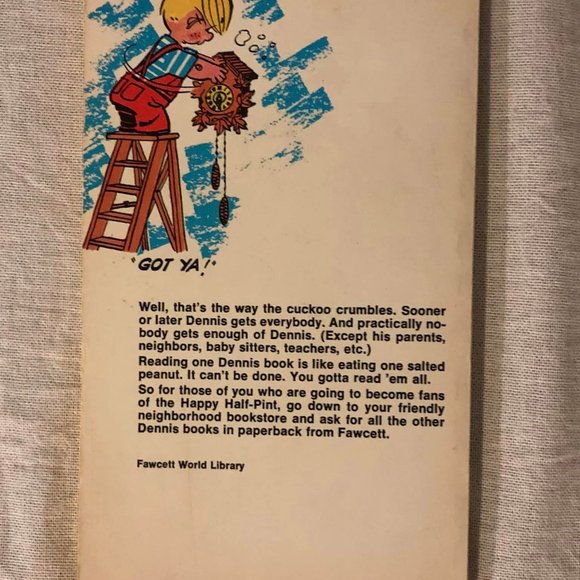 "GOT YA!"
Well, that's the way the cuckoo crumbles. Sooner
or later Dennis gets everybody. And practically no-
body gets enough of Dennis. (Except his parents,
neighbors, baby sitters, teachers, etc.)
Reading one Dennis book is like eating one salted
peanut. It can't be done. You gotta read 'em all.
So for those of you who are going to become fans
of the Happy Half-Pint, go down to your friendly
neighborhood bookstore and ask for all the other
Dennis books in paperback from Fawcett.
Fawcett World Library